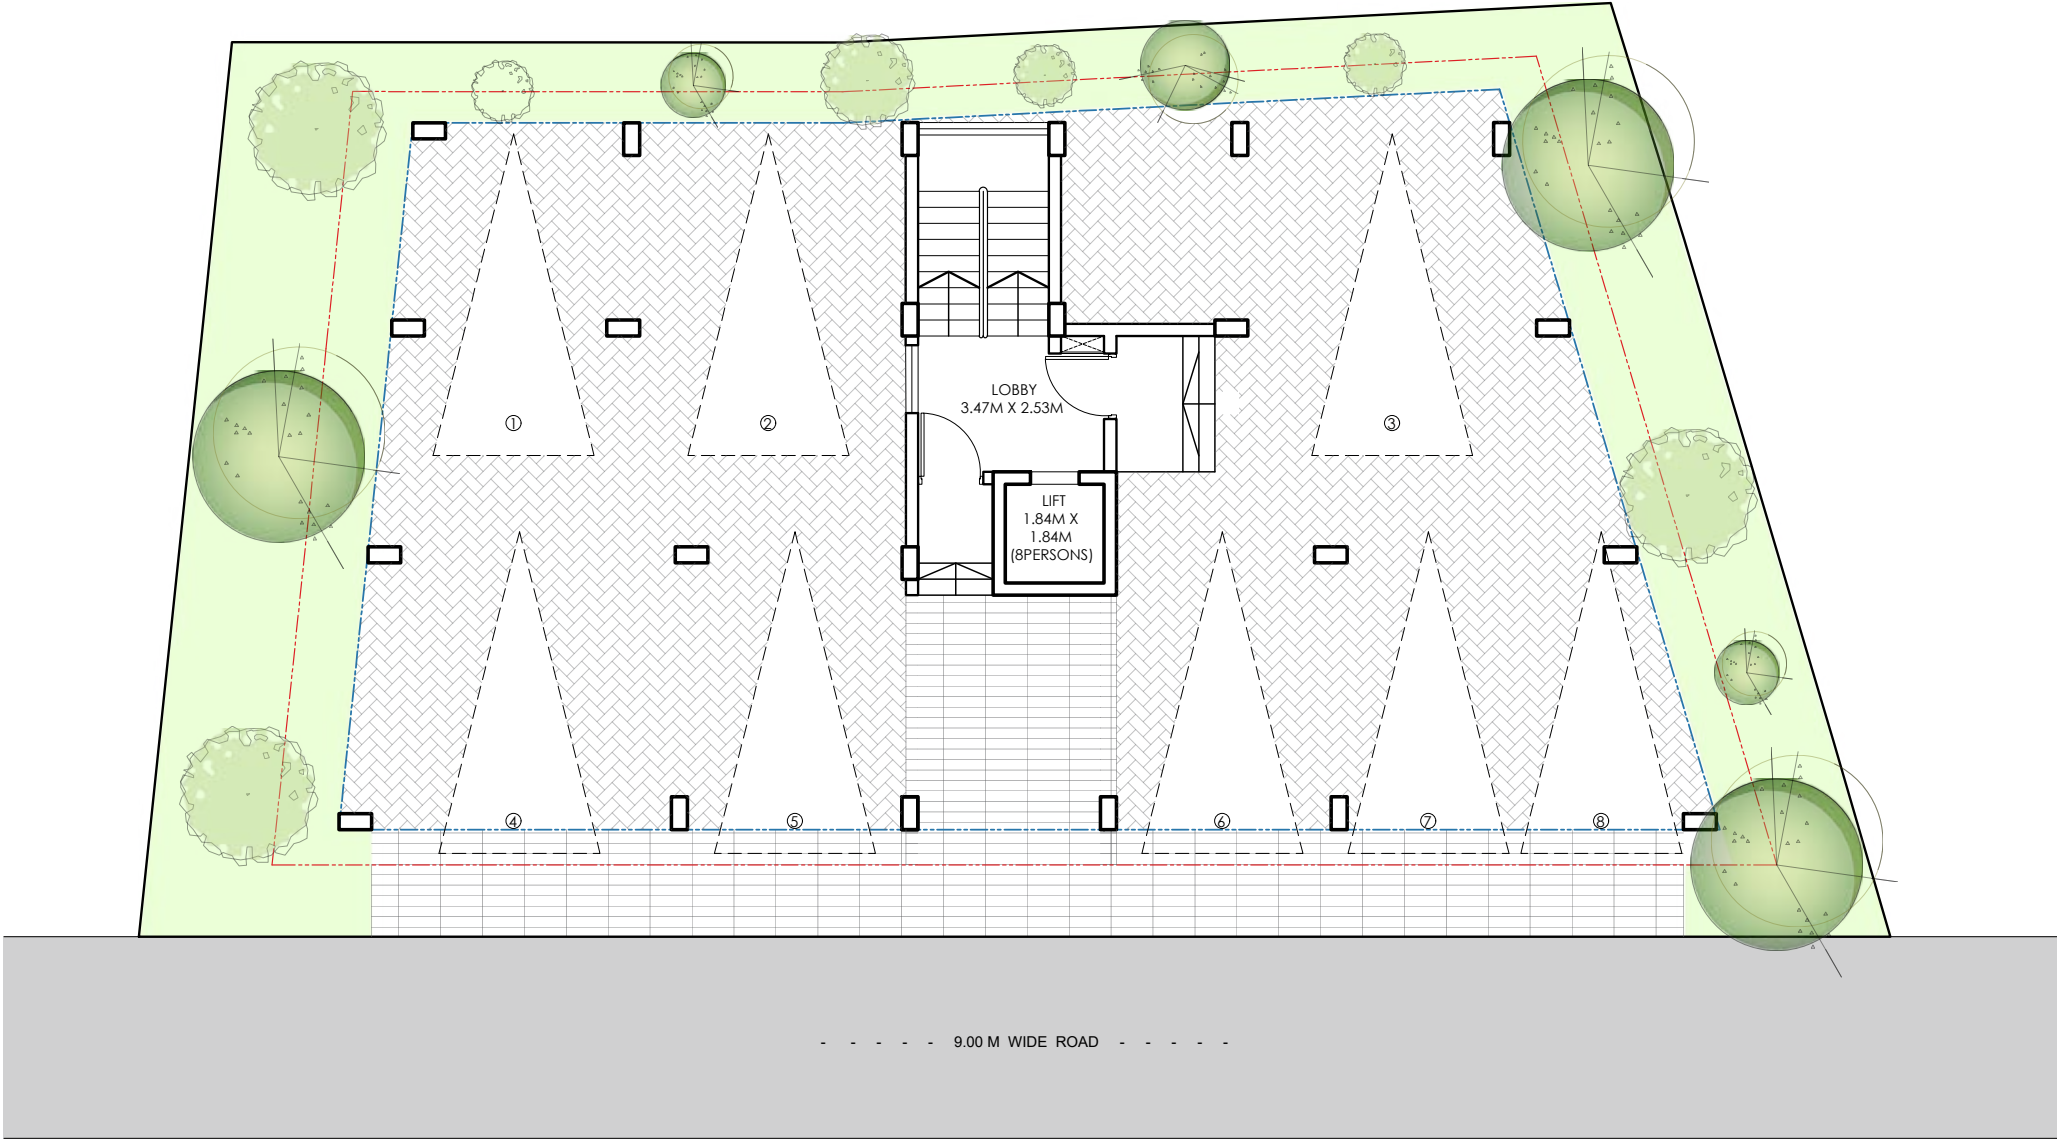 LOBBY
3.47M X 2.53M
①
②
③
LIFT
1.84M X
1.84M
(8PERSONS)
④
⑤
⑥
⑦
⑧
- - - - - 9.00 M WIDE ROAD - - - - -